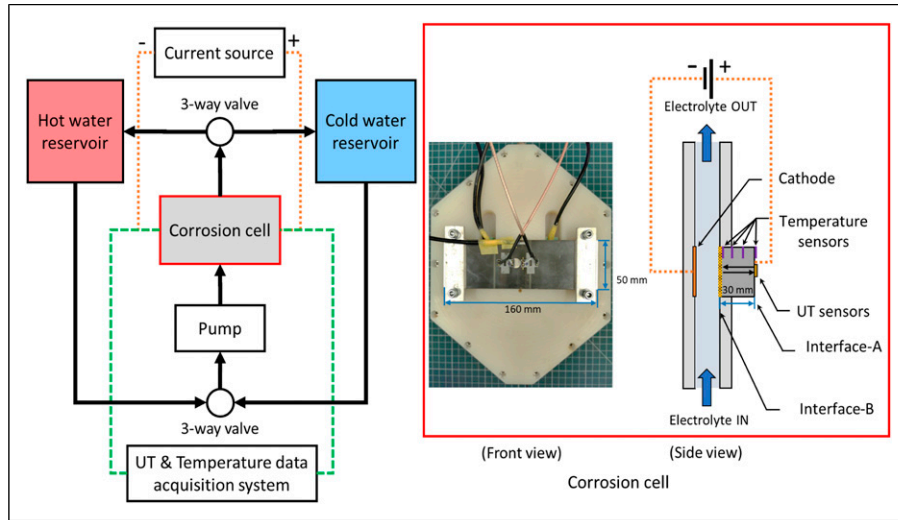 -
Current source
+
3-way valve
Hot water
reservoir
Cold water
reservoir
Corrosion cell
Pump
3-way valve
UT & Temperature data
acquisition system
160 mm
50 mm
(Front view)
-
+
Electrolyte OUT
Cathode
Temperature
sensors
30 mm
UT sensors
Interface-A
Interface-B
Electrolyte IN
(Side view)
Corrosion cell